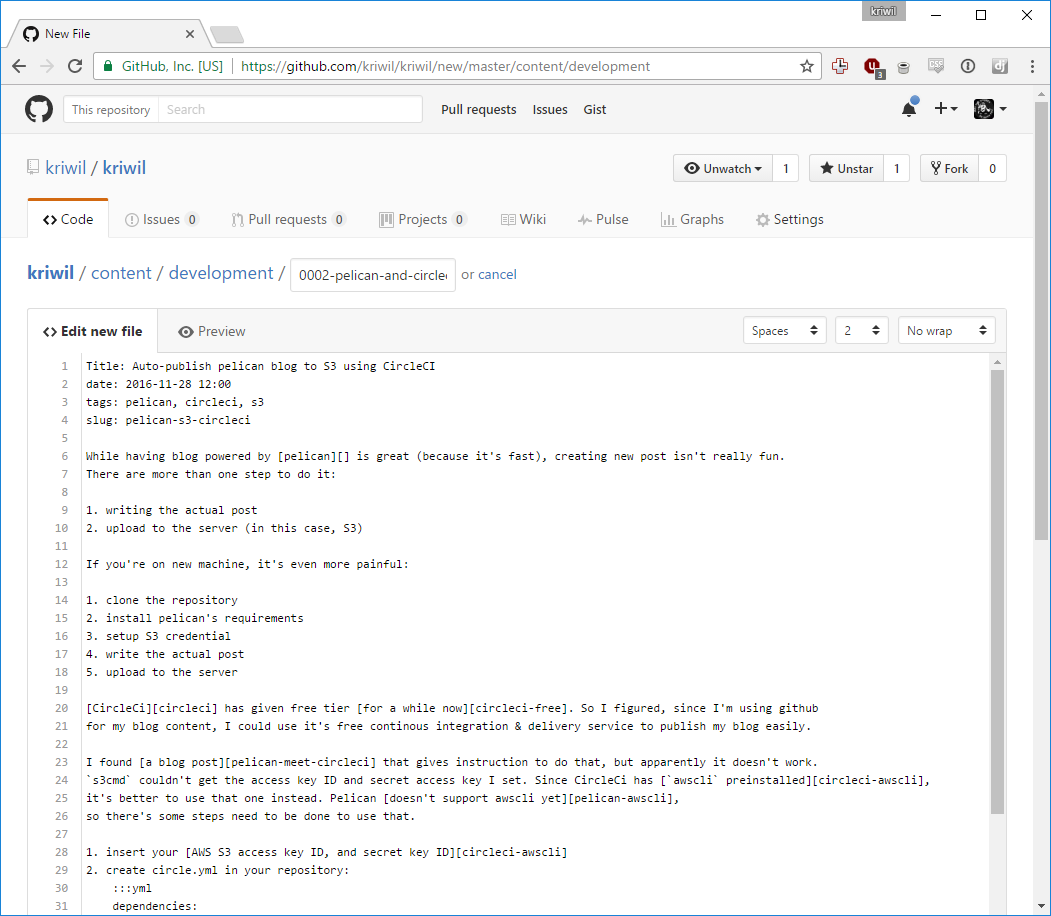 kriwil
New File
GitHub, Inc. [US] https://github.com/kriwil/kriwil/new/master/content/development
3
CSS
dj
This repository Search Pull requests Issues Gist
kriwil / kriwil
Unwatch 1 Unstar 1 Fork 0
Code Issues 0 Pull requests 0 Projects 0 Wiki Pulse Graphs Settings
kriwil / content / development / 0002-pelican-and-circle or cancel
Edit new file Preview Spaces 2 No wrap
1 Title: Auto-publish pelican blog to S3 using CircleCI
2 date: 2016-11-28 12:00
3 tags: pelican, circleci, s3
4 slug: pelican-s3-circleci
5
6 While having blog powered by [pelican][] is great (because it's fast), creating new post isn't really fun.
7 There are more than one step to do it:
8
9 1. writing the actual post
10 2. upload to the server (in this case, S3)
11
12 If you're on new machine, it's even more painful:
13
14 1. clone the repository
15 2. install pelican's requirements
16 3. setup S3 credential
17 4. write the actual post
18 5. upload to the server
19
20 [CircleCi][circleci] has given free tier [for a while now][circleci-free]. So I figured, since I'm using github
21 for my blog content, I could use it's free continous integration & delivery service to publish my blog easily.
22
23 I found [a blog post][pelican-meet-circleci] that gives instruction to do that, but apparently it doesn't work.
24 `s3cmd` couldn't get the access key ID and secret access key I set. Since CircleCi has [`awscli` preinstalled][circleci-awscli],
25 it's better to use that one instead. Pelican [doesn't support awscli yet][pelican-awscli],
26 so there's some steps need to be done to use that.
27
28 1. insert your [AWS S3 access key ID, and secret key ID][circleci-awscli]
29 2. create circle.yml in your repository:
30 :::yml
31 dependencies: